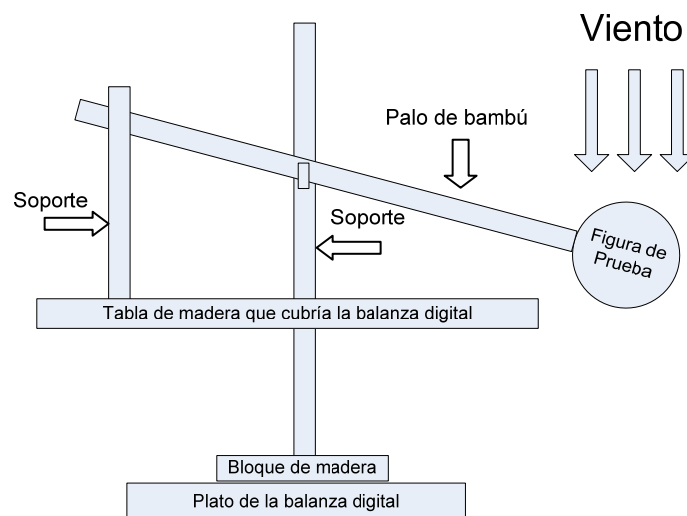 Viento
Palo de bambú
Soporte
Soporte
Figura de
Prueba
Tabla de madera que cubría la balanza digital
Bloque de madera
Plato de la balanza digital